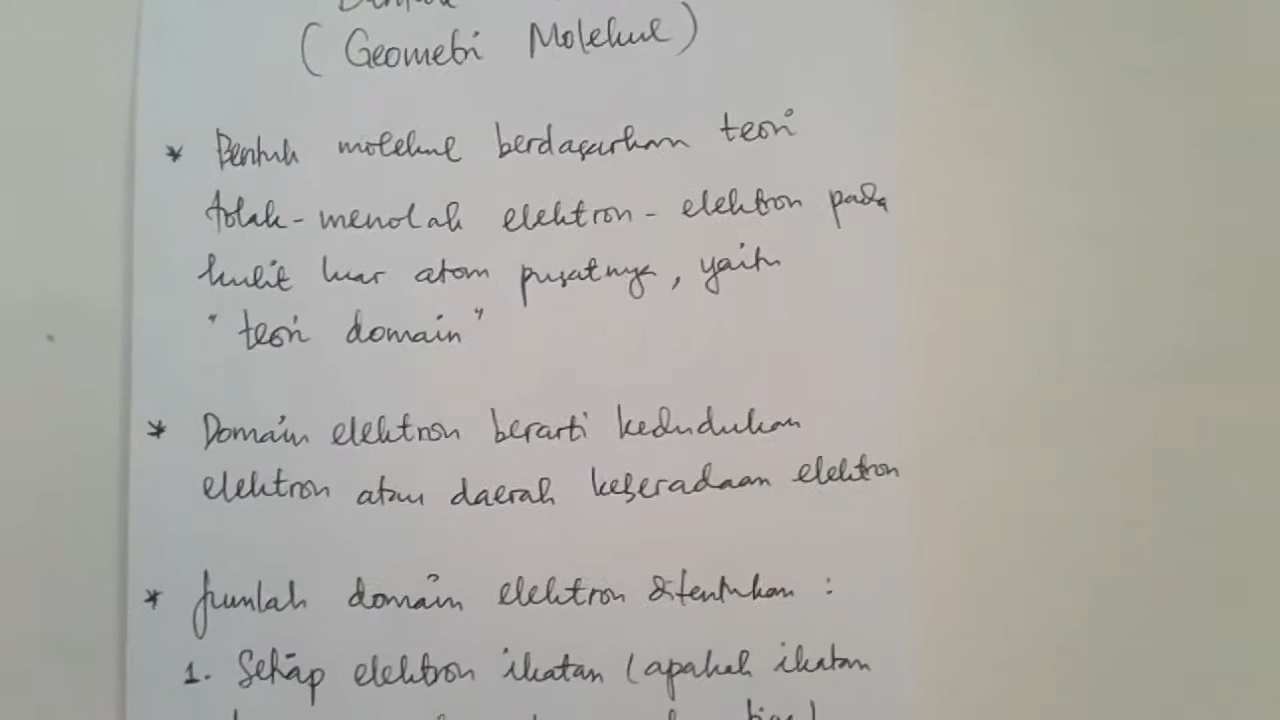 (Geometri Molekul)
* Bentuk molekul berdasarkan teori
tolak-menolak elektron-elektron pada
kulit luar atom pusatnya, yaitu
"teori domain"
* Domain elektron berarti kedudukan
elektron atau daerah keberadaan elektron
* Jumlah domain elektron ditentukan :
1. Setiap elektron ikatan (apakah ikatan